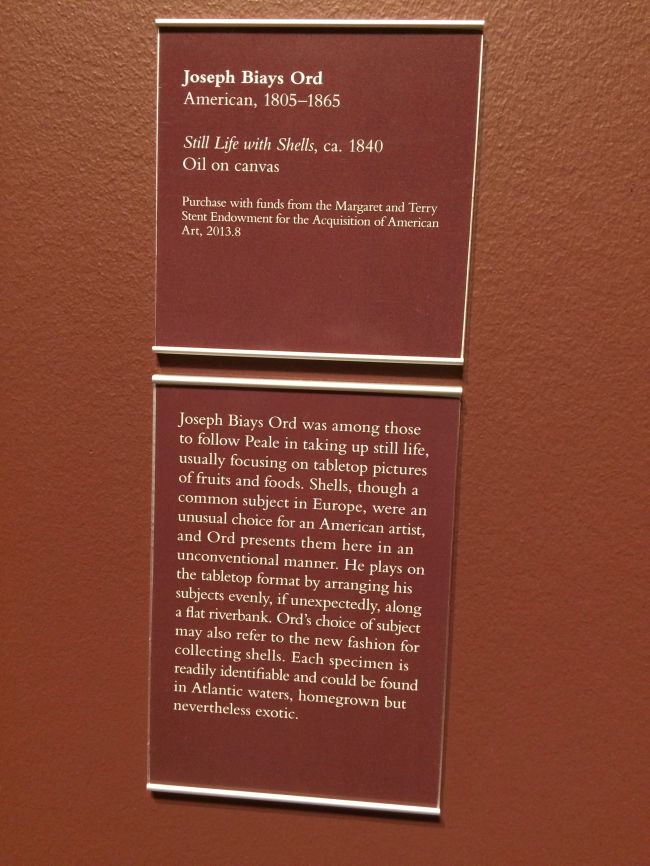 Joseph Biays Ord
American, 1805–1865
Still Life with Shells, ca. 1840
Oil on canvas
Purchase with funds from the Margaret and Terry
Stent Endowment for the Acquisition of American
Art, 2013.8
Joseph Biays Ord was among those
to follow Peale in taking up still life,
usually focusing on tabletop pictures
of fruits and foods. Shells, though a
common subject in Europe, were an
unusual choice for an American artist,
and Ord presents them here in an
unconventional manner. He plays on
the tabletop format by arranging his
subjects evenly, if unexpectedly, along
a flat riverbank. Ord’s choice of subject
may also refer to the new fashion for
collecting shells. Each specimen is
readily identifiable and could be found
in Atlantic waters, homegrown but
nevertheless exotic.